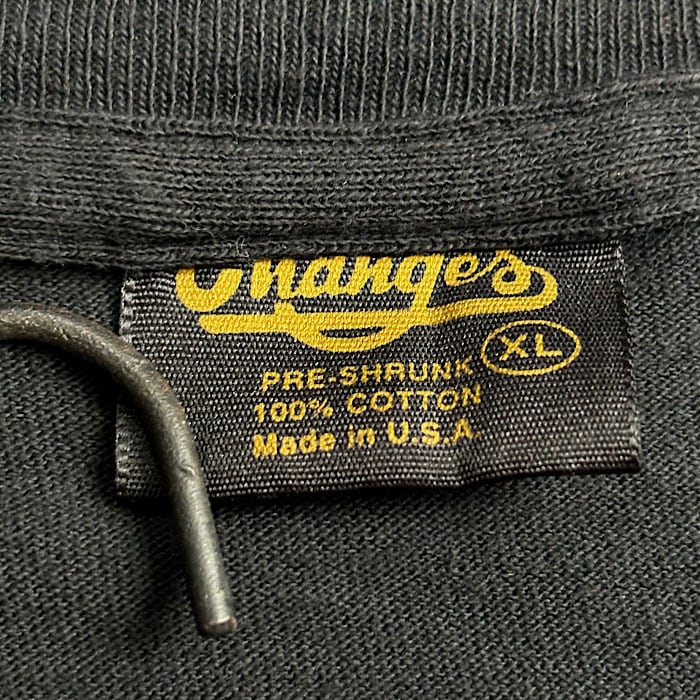 Changes
XL
PRE-SHRUNK
100% COTTON
Made in U.S.A.